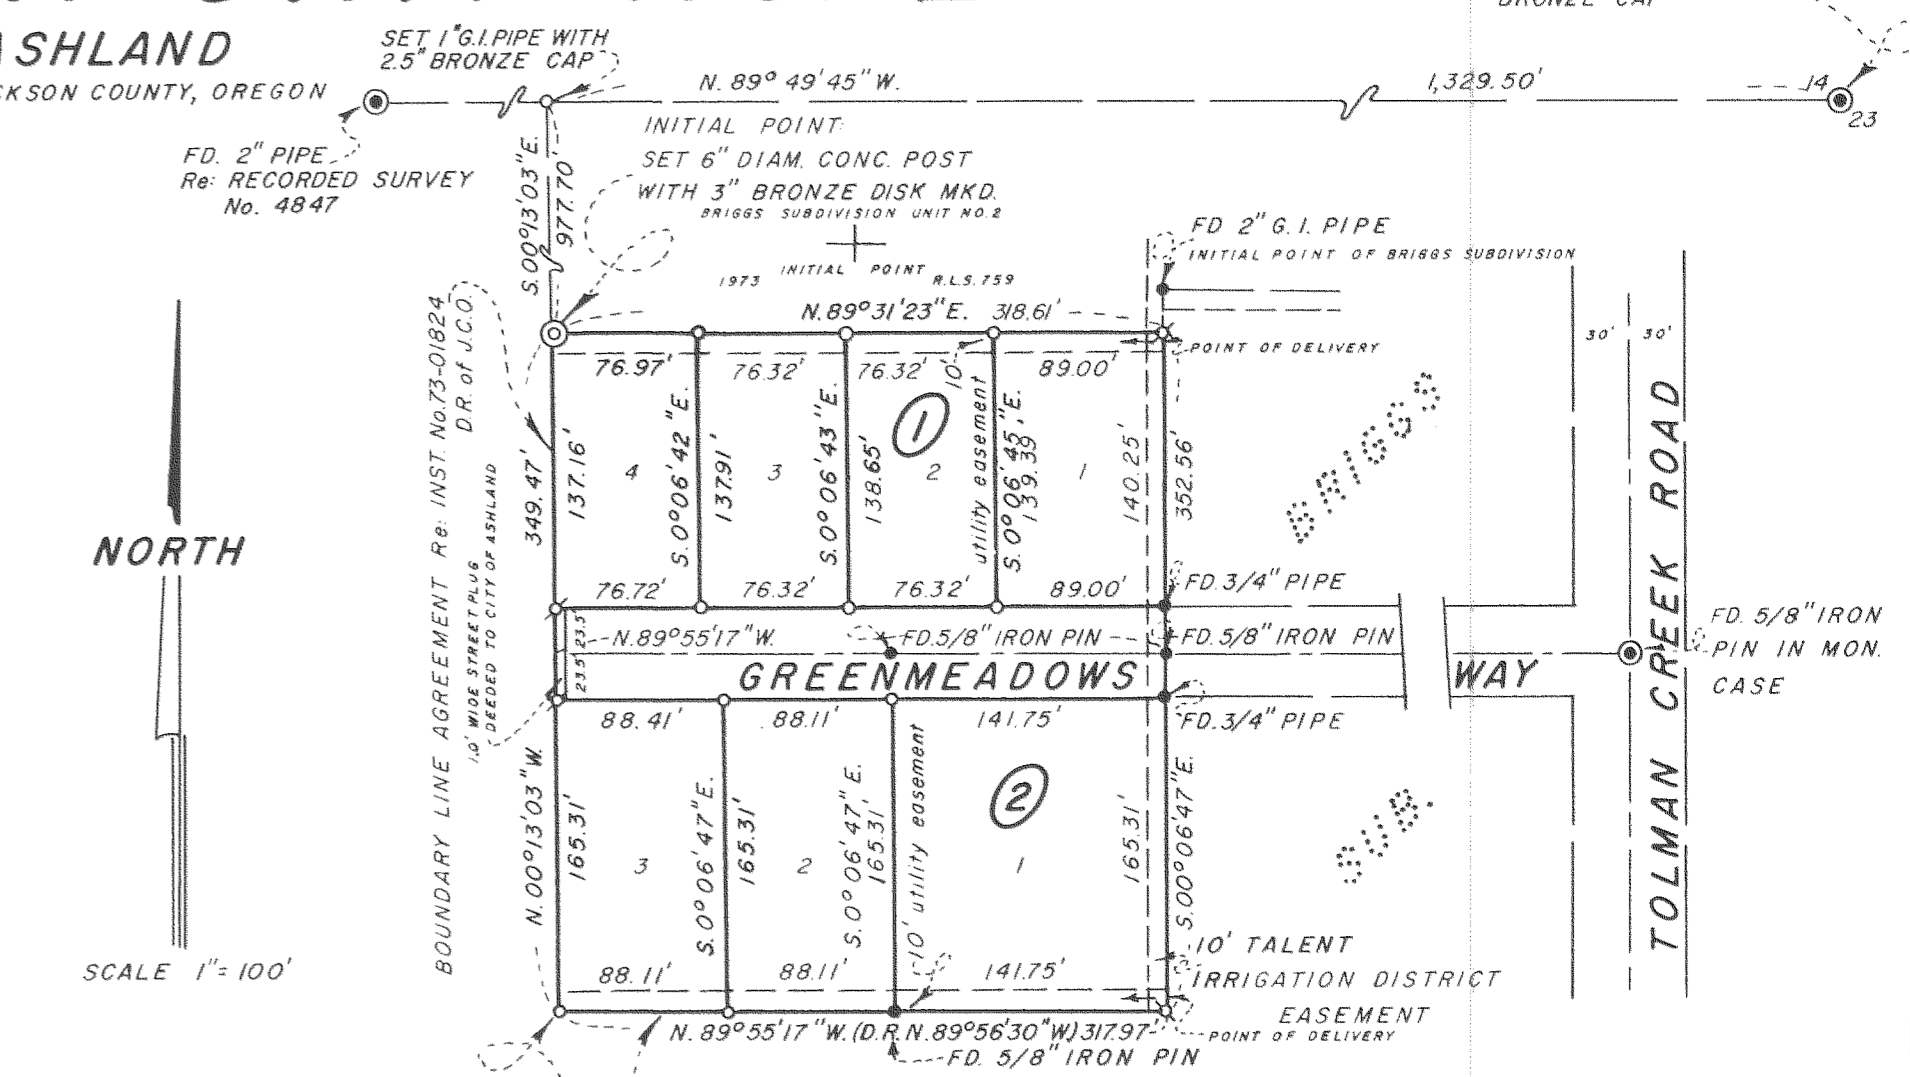 ASHLAND
CKSON COUNTY, OREGON
SET 1" G.I. PIPE WITH
2.5" BRONZE CAP
BRONZE CAP
N. 89° 49' 45" W.
1,329.50'
14
23
FD. 2" PIPE
Re: RECORDED SURVEY
No. 4847
S.00°13'03"E.
977.70'
INITIAL POINT:
SET 6" DIAM. CONC. POST
WITH 3" BRONZE DISK MKD.
BRIGGS SUBDIVISION UNIT NO.2
1973 INITIAL POINT R.L.S. 759
FD 2" G. I. PIPE
INITIAL POINT OF BRIGGS SUBDIVISION
N.89°31'23"E. 318.61'
POINT OF DELIVERY
30' 30'
76.97' 76.32' 76.32' 10' 89.00'
BOUNDARY LINE AGREEMENT Re: INST. No.73-01824
D.R. of J.C.O.
349.47'
137.16'
4
S.0°06'42"E.
137.91'
3
S.0°06'43"E.
138.65'
1
2
utility easement
S.0°06'45"E.
139.39'
1
140.25'
352.56'
BRIGGS
NORTH
1.0' WIDE STREET PLUG
DEEDED TO CITY OF ASHLAND
76.72' 76.32' 76.32' 89.00'
FD. 3/4" PIPE
23.5' 23.5'
N.89°55'17"W.
FD. 5/8" IRON PIN
FD. 5/8" IRON PIN
GREENMEADOWS WAY
FD. 5/8" IRON
PIN IN MON.
CASE
TOLMAN CREEK ROAD
88.41' 88.11' 141.75'
FD. 3/4" PIPE
N.00°13'03"W.
165.31'
3
S.0°06'47"E.
165.31'
2
S.0°06'47"E.
165.31'
10' utility easement
2
1
165.31'
S.00°06'47"E.
SUB.
SCALE 1"= 100'
88.11' 88.11' 141.75'
10' TALENT
IRRIGATION DISTRICT
EASEMENT
POINT OF DELIVERY
N. 89°55'17"W. (D.R. N.89°56'30"W.) 317.97'
FD. 5/8" IRON PIN